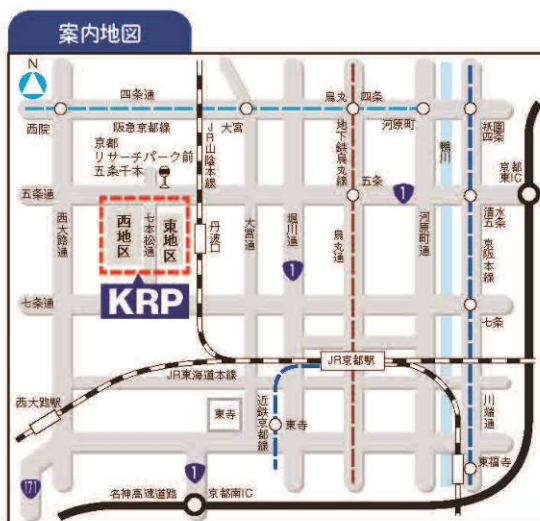 案内地図
N
四条通
烏丸
四条
西院
阪急京都線
大宮
河原町
祇園四条
JR山陰本線
地下鉄烏丸線
鴨川
京都東IC
京都
リサーチパーク前
五条千本
五条
1
五条通
清水五条
西大路通
西地区
七本松通
東地区
丹波口
大宮通
堀川通
烏丸通
河原町通
京阪本線
1
KRP
七条通
七条
JR京都駅
JR東海道本線
西大路駅
東寺
近鉄京都線
東寺
川端通
東福寺
171
1
名神高速道路
京都南IC